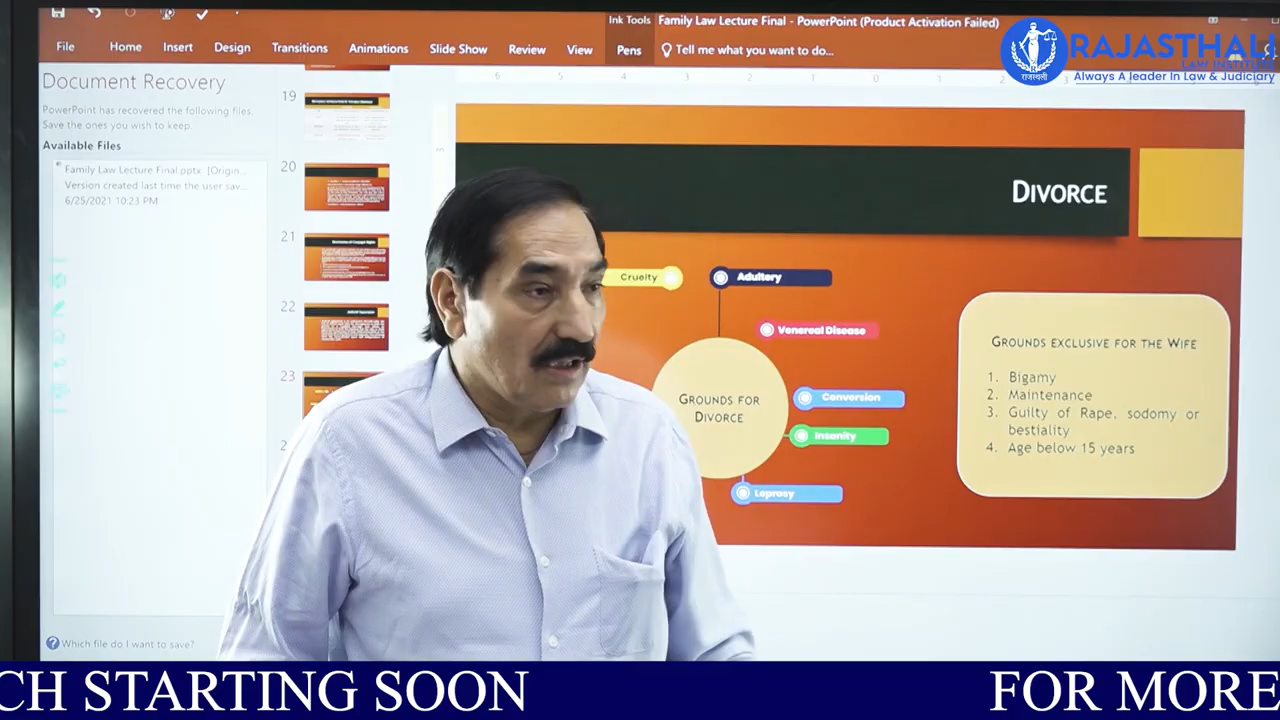 Ink Tools
Family Law Lecture Final - PowerPoint (Product Activation Failed)
File Home Insert Design Transitions Animations Slide Show Review View Pens Tell me what you want to do...
RAJASTHALI
LAW INSTITUTE
Always A leader In Law & Judiciary
राजस्थली
Document Recovery
PowerPoint has recovered the following files.
Save the ones you wish to keep.
Available Files
Family Law Lecture Final.pptx [Origin...
Version created last time the user sav...
6/25/2021 10:23 PM
Which file do I want to save?
19
20
21
22
23
2
DIVORCE
Cruelty
Adultery
Venereal Disease
GROUNDS FOR
DIVORCE
Conversion
Insanity
Leprosy
GROUNDS EXCLUSIVE FOR THE WIFE
1. Bigamy
2. Maintenance
3. Guilty of Rape, sodomy or
bestiality
4. Age below 15 years
CH STARTING SOON
FOR MORE